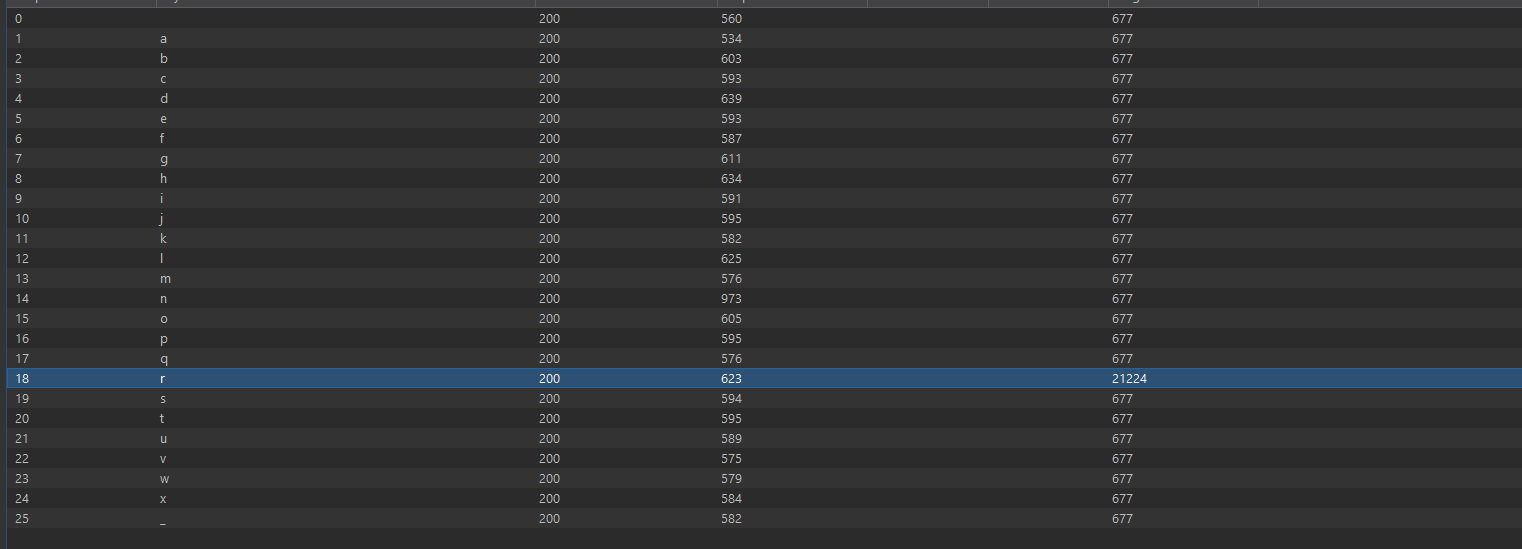 0 200 560 677
1 a 200 534 677
2 b 200 603 677
3 c 200 593 677
4 d 200 639 677
5 e 200 593 677
6 f 200 587 677
7 g 200 611 677
8 h 200 634 677
9 i 200 591 677
10 j 200 595 677
11 k 200 582 677
12 l 200 625 677
13 m 200 576 677
14 n 200 973 677
15 o 200 605 677
16 p 200 595 677
17 q 200 576 677
18 r 200 623 21224
19 s 200 594 677
20 t 200 595 677
21 u 200 589 677
22 v 200 575 677
23 w 200 579 677
24 x 200 584 677
25 _ 200 582 677